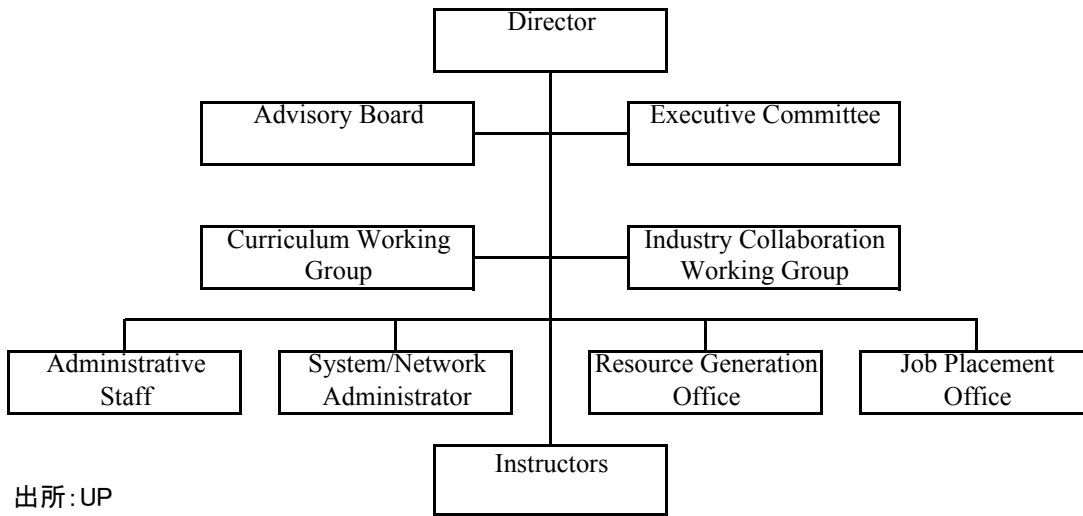 Director
Advisory Board
Executive Committee
Curriculum Working
Group
Industry Collaboration
Working Group
Administrative
Staff
System/Network
Administrator
Resource Generation
Office
Job Placement
Office
Instructors
出所：UP